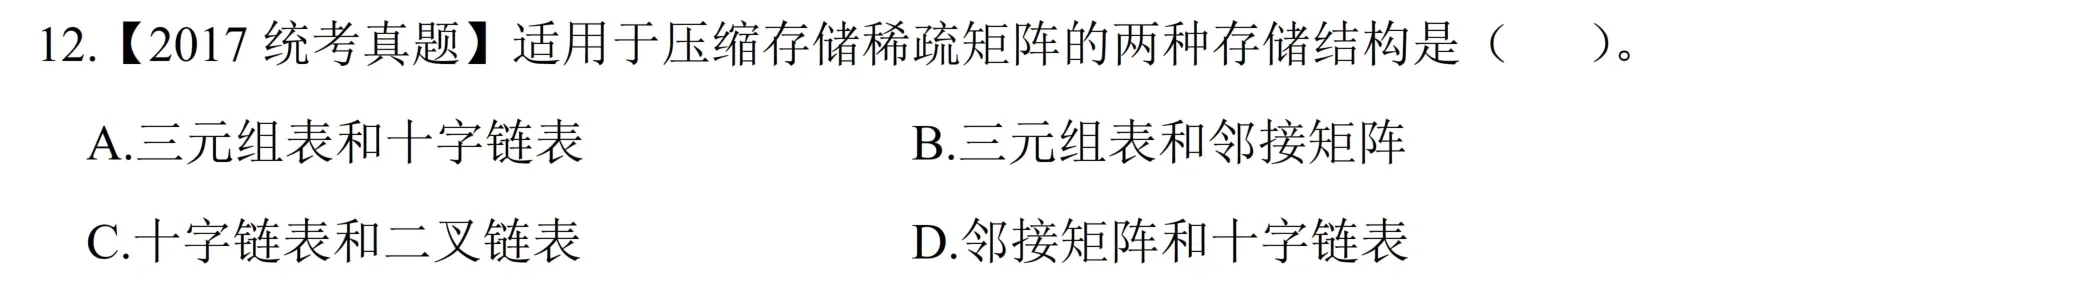 12.【2017 统考真题】适用于压缩存储稀疏矩阵的两种存储结构是（　　）。
A.三元组表和十字链表　　B.三元组表和邻接矩阵
C.十字链表和二叉链表　　D.邻接矩阵和十字链表